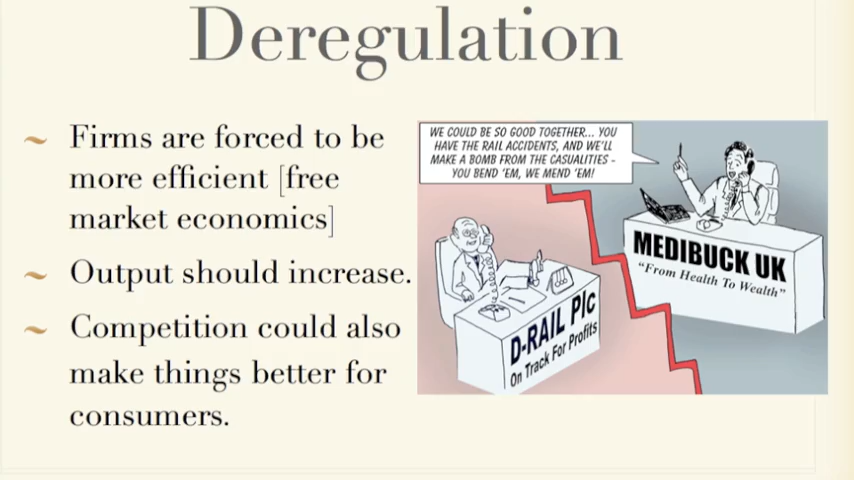 Deregulation
~ Firms are forced to be
more efficient [free
market economics]
~ Output should increase.
~ Competition could also
make things better for
consumers.
WE COULD BE SO GOOD TOGETHER... YOU
HAVE THE RAIL ACCIDENTS, AND WE'LL
MAKE A BOMB FROM THE CASUALITIES -
YOU BEND 'EM, WE MEND 'EM!
MEDIBUCK UK
"From Health To Wealth"
D-RAIL Plc
On Track For Profits